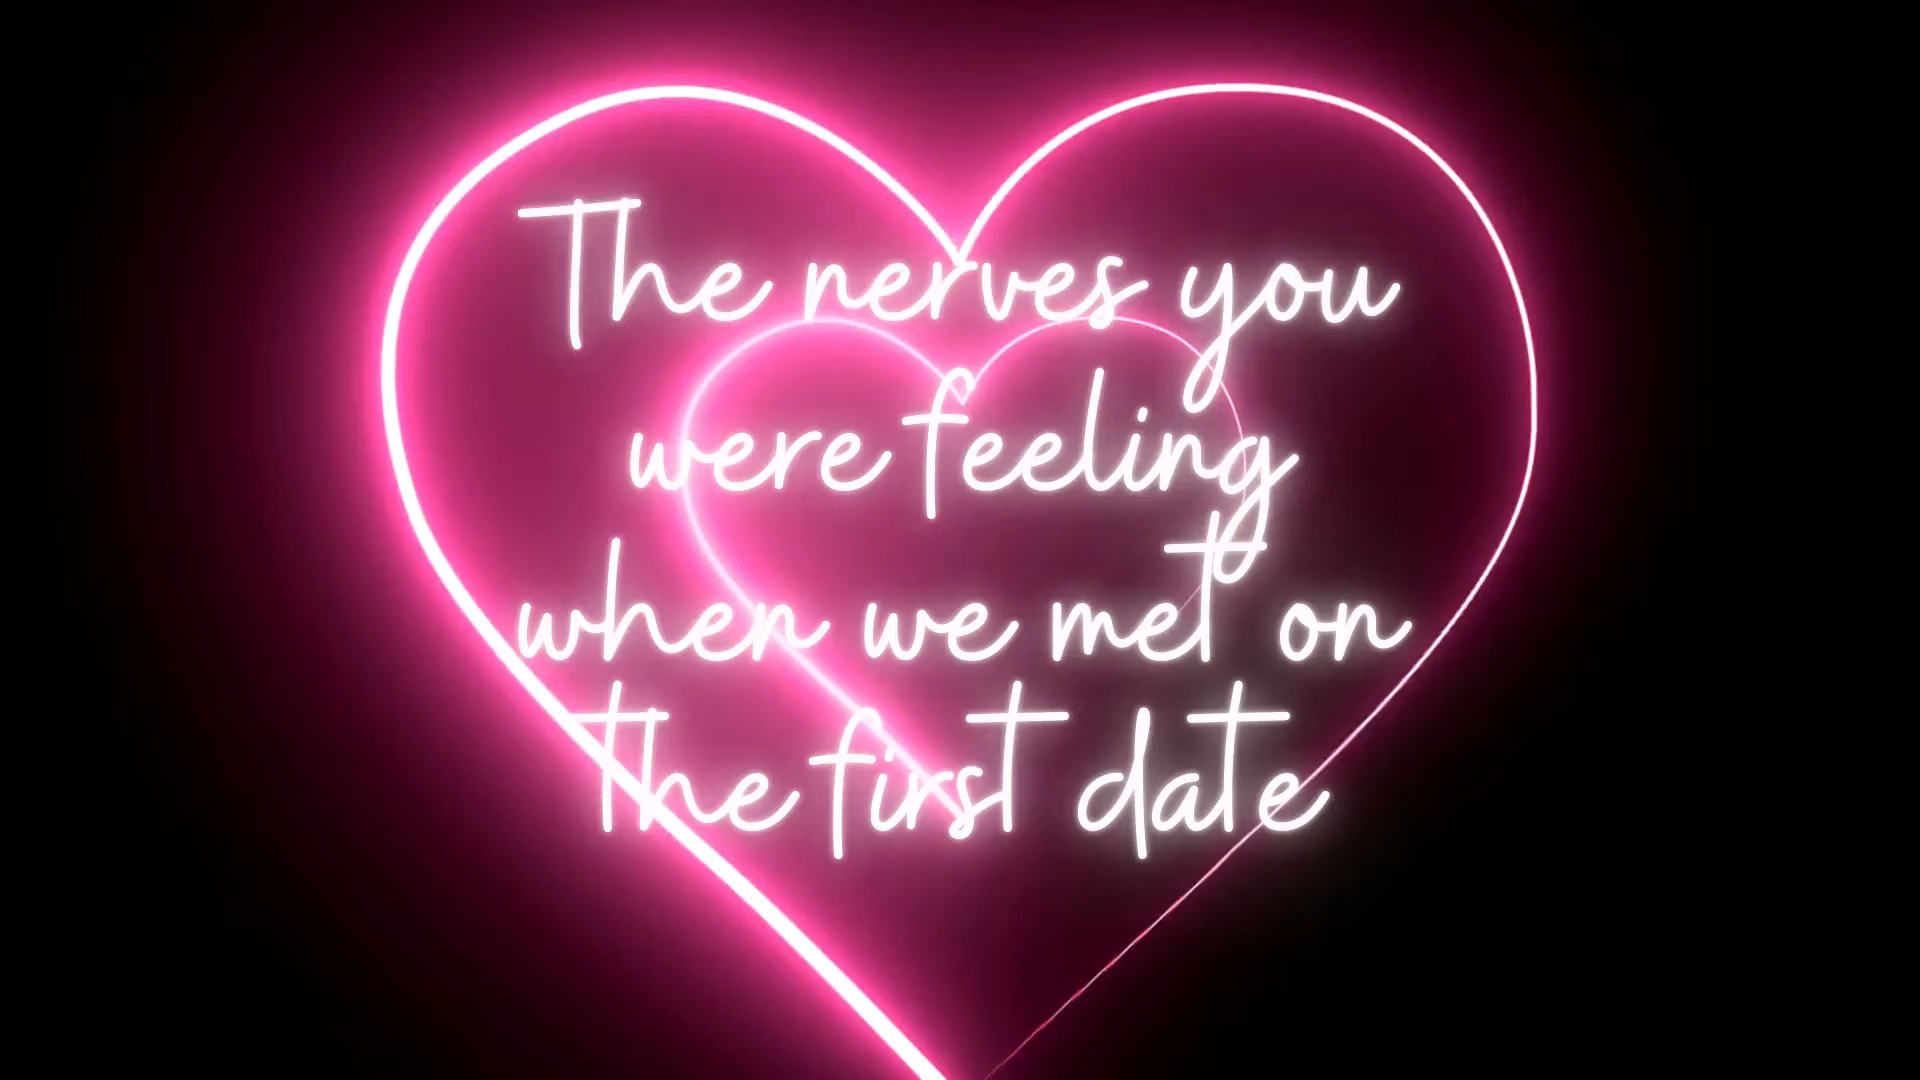 The nerves you
were feeling
when we met on
the first date